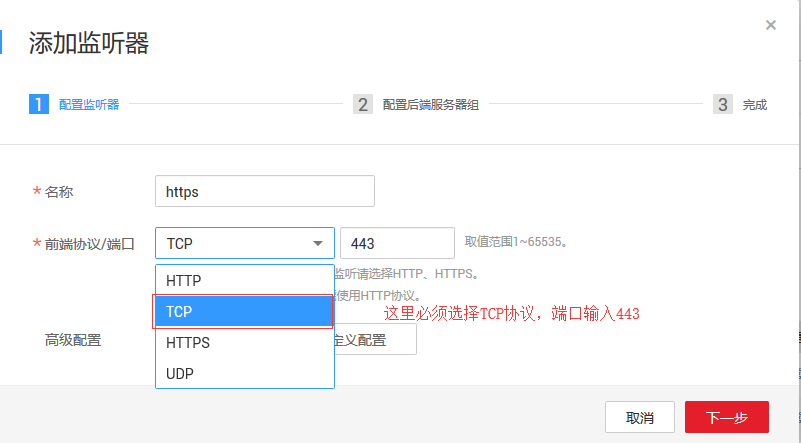 添加监听器
×
1 配置监听器 2 配置后端服务器组 3 完成
* 名称 https
* 前端协议/端口 TCP 443 取值范围1~65535。
HTTP 监听请选择HTTP、HTTPS。
使用HTTP协议。
TCP 这里必须选择TCP协议，端口输入443
高级配置 HTTPS 定义配置
UDP
取消 下一步